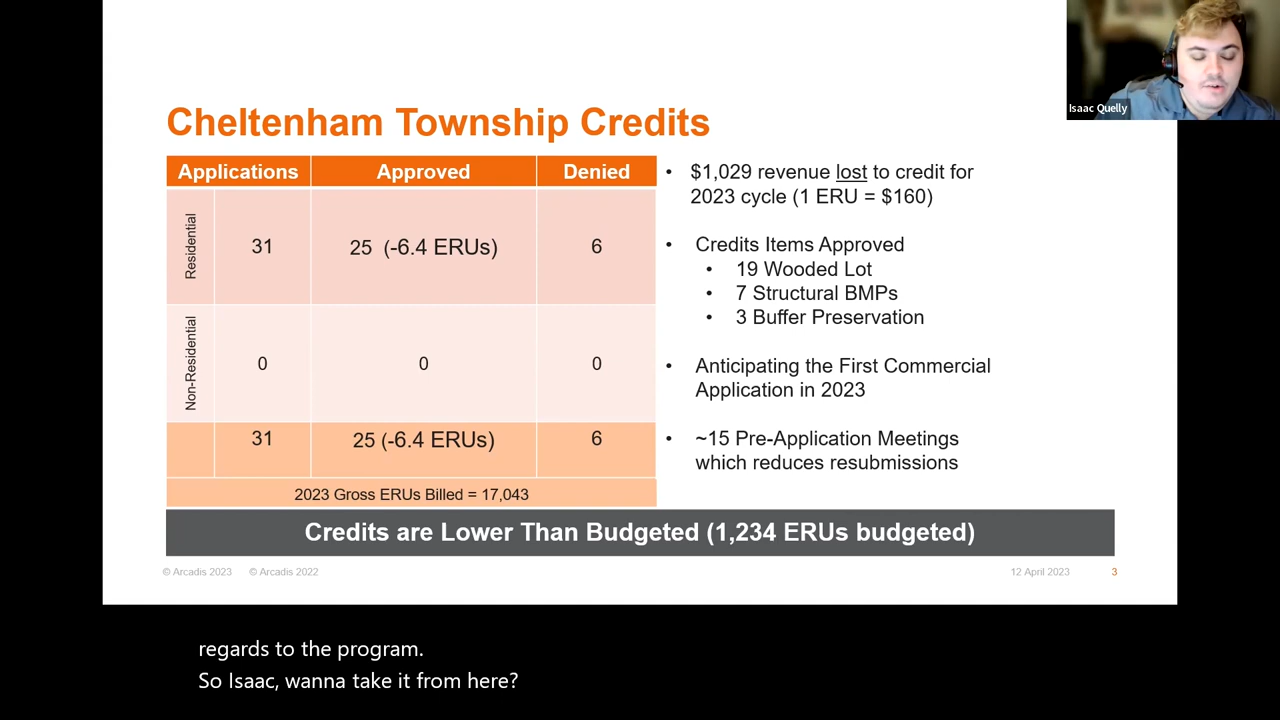 Isaac Quelly
Cheltenham Township Credits
Applications Approved Denied
Residential 31 25 (-6.4 ERUs) 6
Non-Residential 0 0 0
31 25 (-6.4 ERUs) 6
2023 Gross ERUs Billed = 17,043
• $1,029 revenue lost to credit for
2023 cycle (1 ERU = $160)
• Credits Items Approved
• 19 Wooded Lot
• 7 Structural BMPs
• 3 Buffer Preservation
• Anticipating the First Commercial
Application in 2023
• ~15 Pre-Application Meetings
which reduces resubmissions
Credits are Lower Than Budgeted (1,234 ERUs budgeted)
© Arcadis 2023 © Arcadis 2022 12 April 2023 3
regards to the program.
So Isaac, wanna take it from here?